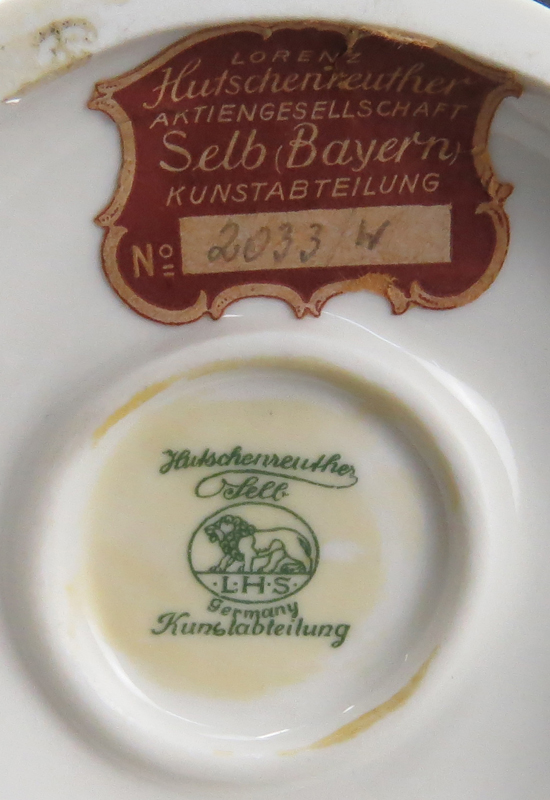 LORENZ
Hutschenreuther
AKTIENGESELLSCHAFT
Selb (Bayern)
KUNSTABTEILUNG
No 2033/W
Hutschenreuther
Selb
·L·H·S·
Germany
Kunstabteilung